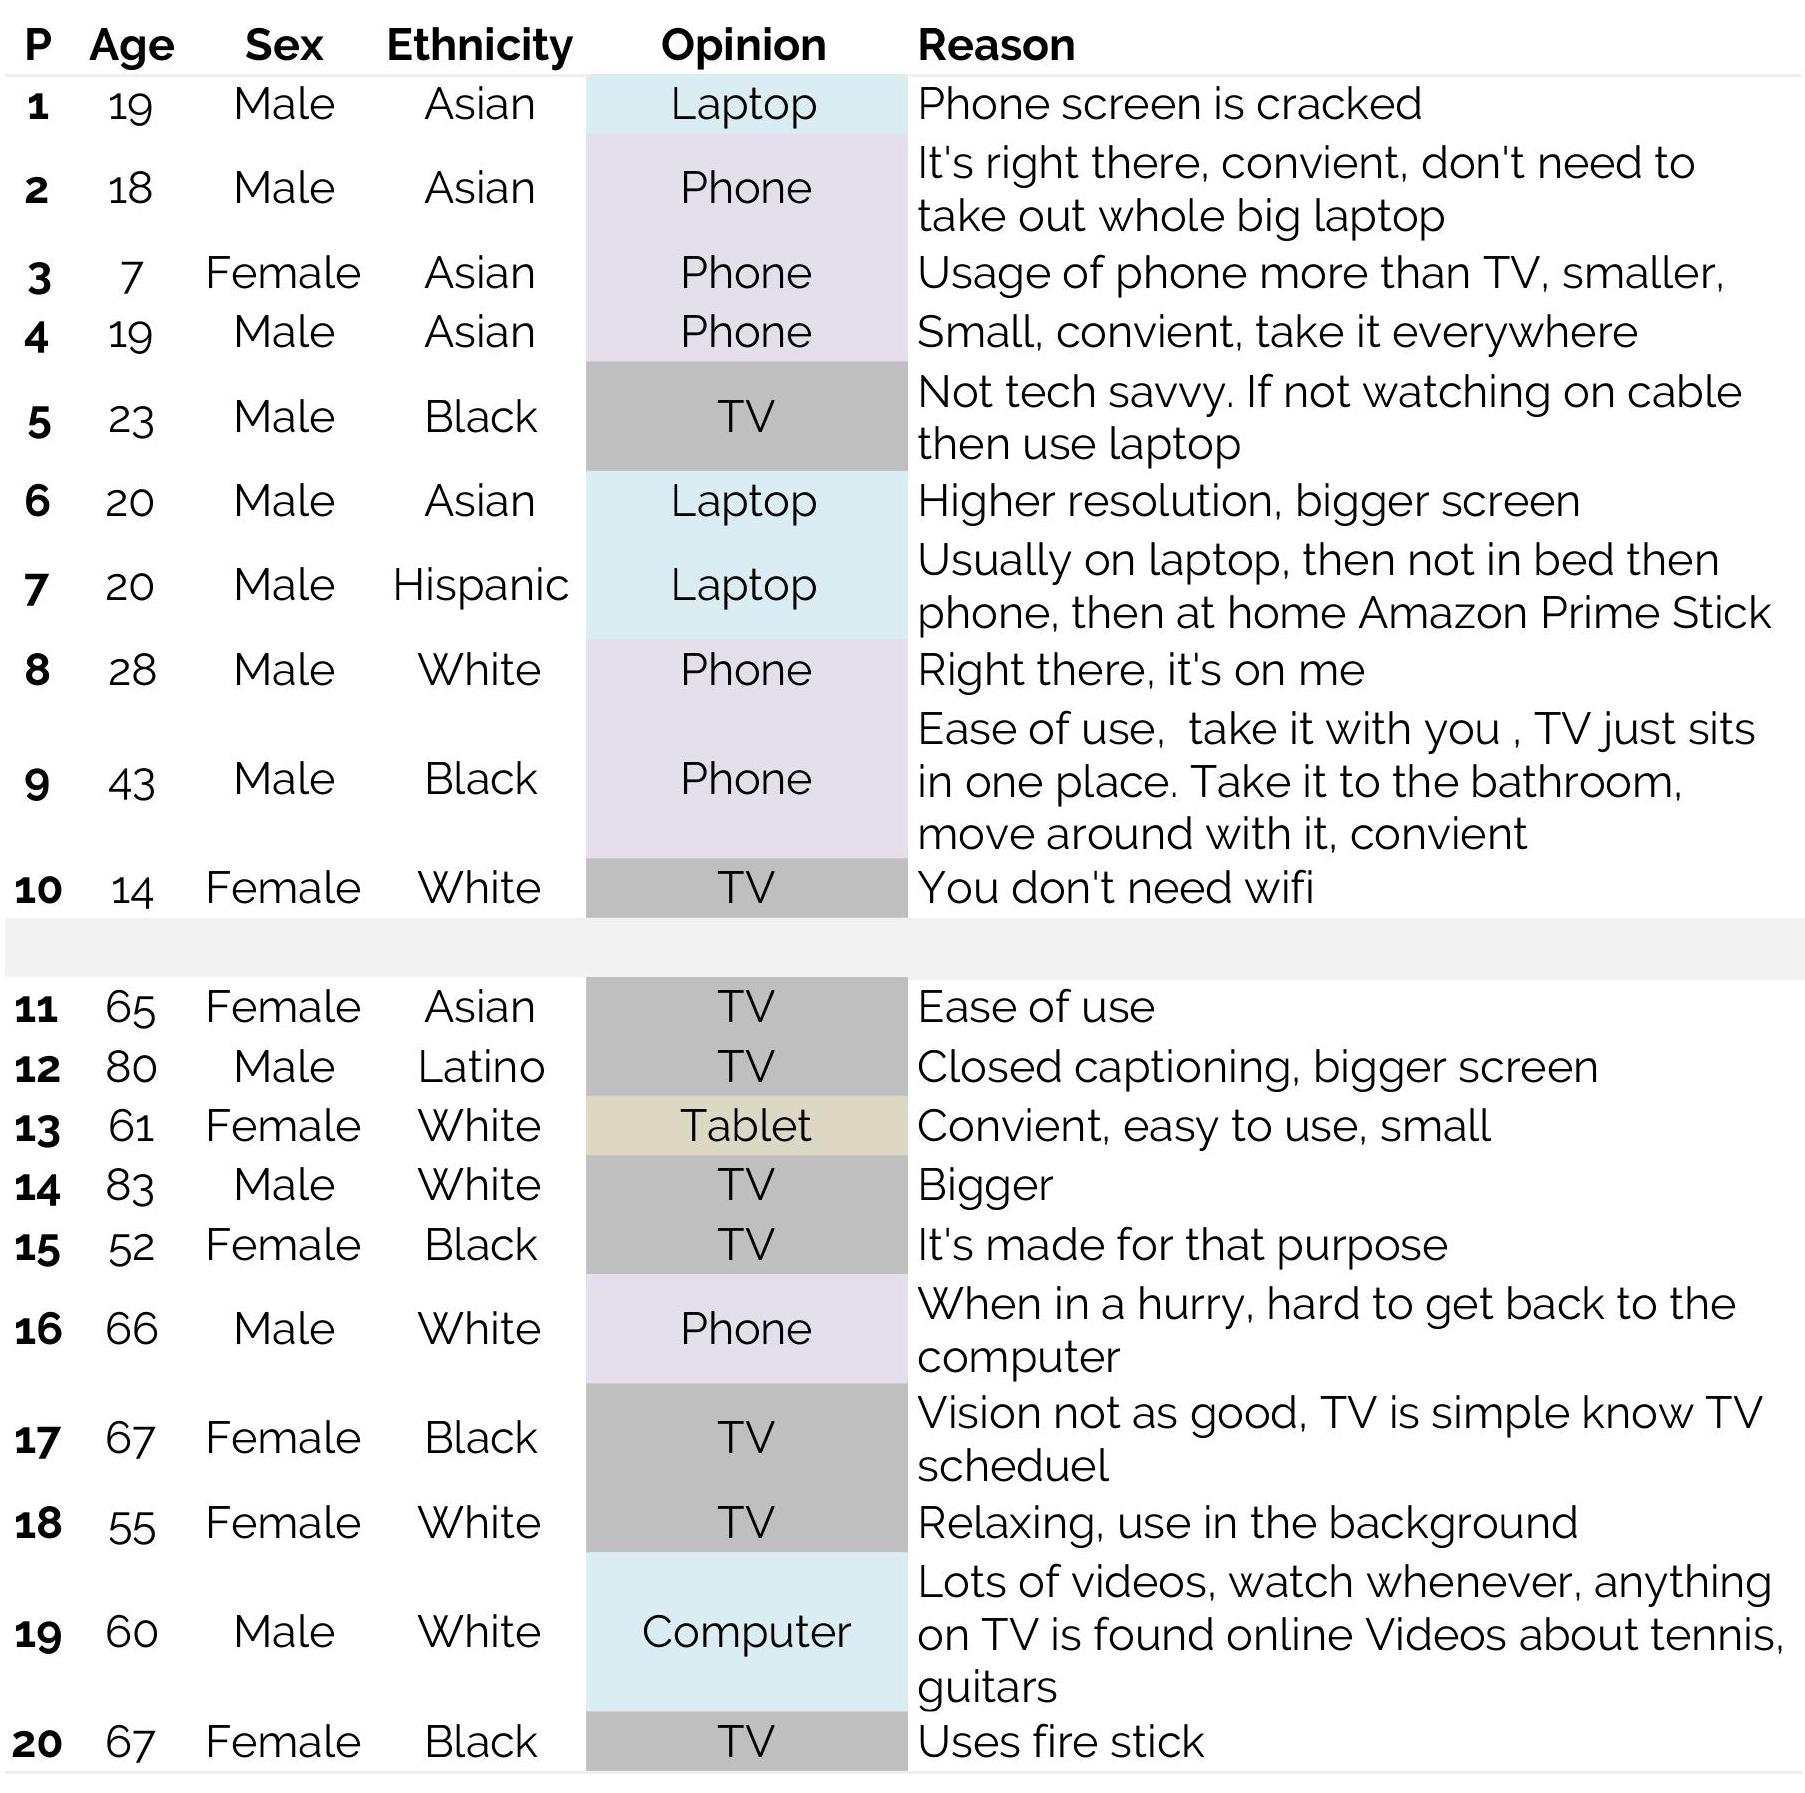 P Age Sex Ethnicity Opinion Reason
1 19 Male Asian Laptop Phone screen is cracked
2 18 Male Asian Phone It's right there, convient, don't need to
take out whole big laptop
3 7 Female Asian Phone Usage of phone more than TV, smaller,
4 19 Male Asian Phone Small, convient, take it everywhere
5 23 Male Black TV Not tech savvy. If not watching on cable
then use laptop
6 20 Male Asian Laptop Higher resolution, bigger screen
7 20 Male Hispanic Laptop Usually on laptop, then not in bed then
phone, then at home Amazon Prime Stick
8 28 Male White Phone Right there, it's on me
9 43 Male Black Phone Ease of use,  take it with you , TV just sits
in one place. Take it to the bathroom,
move around with it, convient
10 14 Female White TV You don't need wifi
11 65 Female Asian TV Ease of use
12 80 Male Latino TV Closed captioning, bigger screen
13 61 Female White Tablet Convient, easy to use, small
14 83 Male White TV Bigger
15 52 Female Black TV It's made for that purpose
16 66 Male White Phone When in a hurry, hard to get back to the
computer
17 67 Female Black TV Vision not as good, TV is simple know TV
scheduel
18 55 Female White TV Relaxing, use in the background
19 60 Male White Computer Lots of videos, watch whenever, anything
on TV is found online Videos about tennis,
guitars
20 67 Female Black TV Uses fire stick